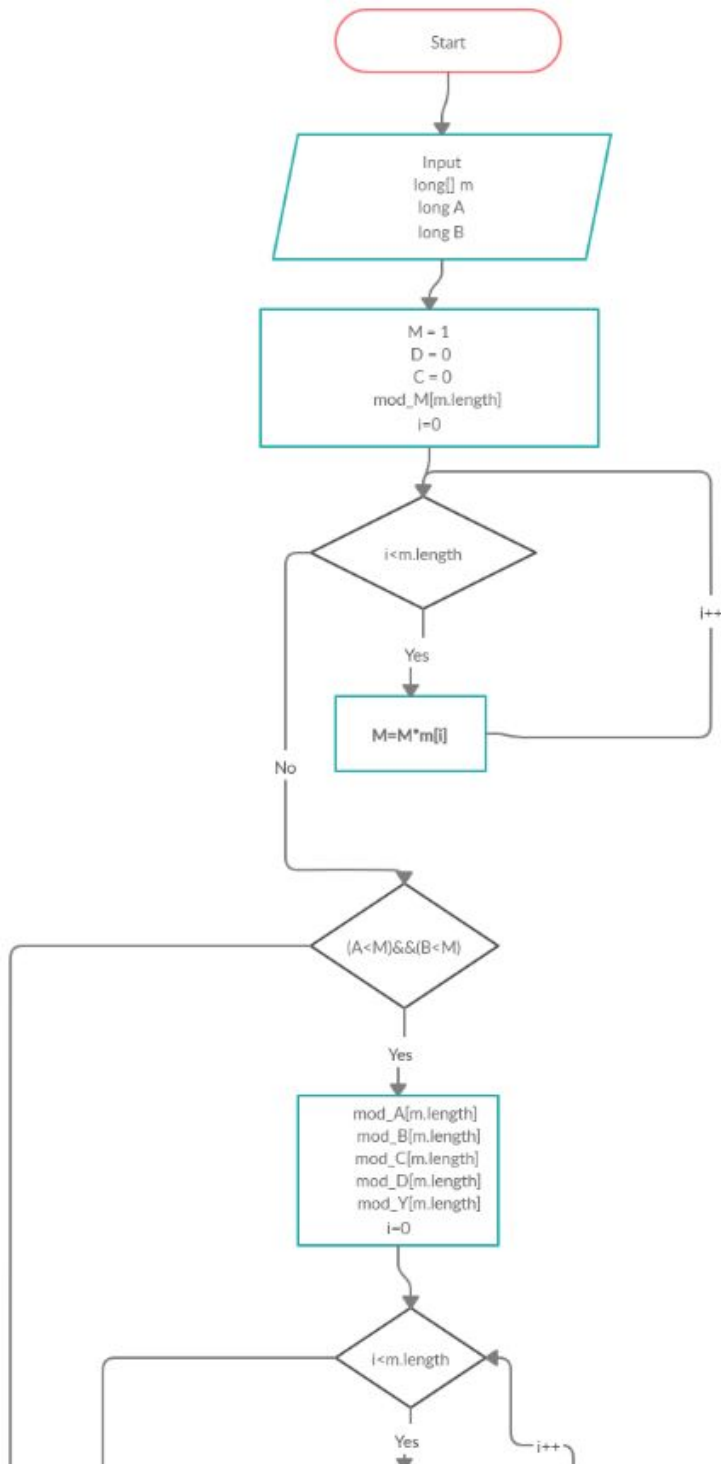 Start
Input
long[] m
long A
long B
M = 1
D = 0
C = 0
mod_M[m.length]
i=0
i<m.length
i++
Yes
M=M*m[i]
No
(A<M)&&(B<M)
Yes
mod_A[m.length]
mod_B[m.length]
mod_C[m.length]
mod_D[m.length]
mod_Y[m.length]
i=0
i<m.length
Yes
i++